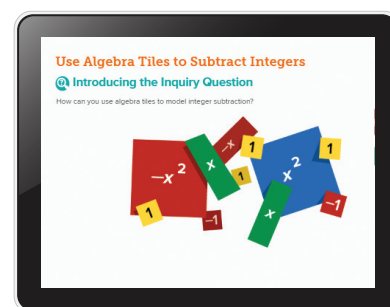 Use Algebra Tiles to Subtract Integers
Introducing the Inquiry Question
How can you use algebra tiles to model integer subtraction?
−x²
x
−x
1
1
1
x²
1
−1
−1
x